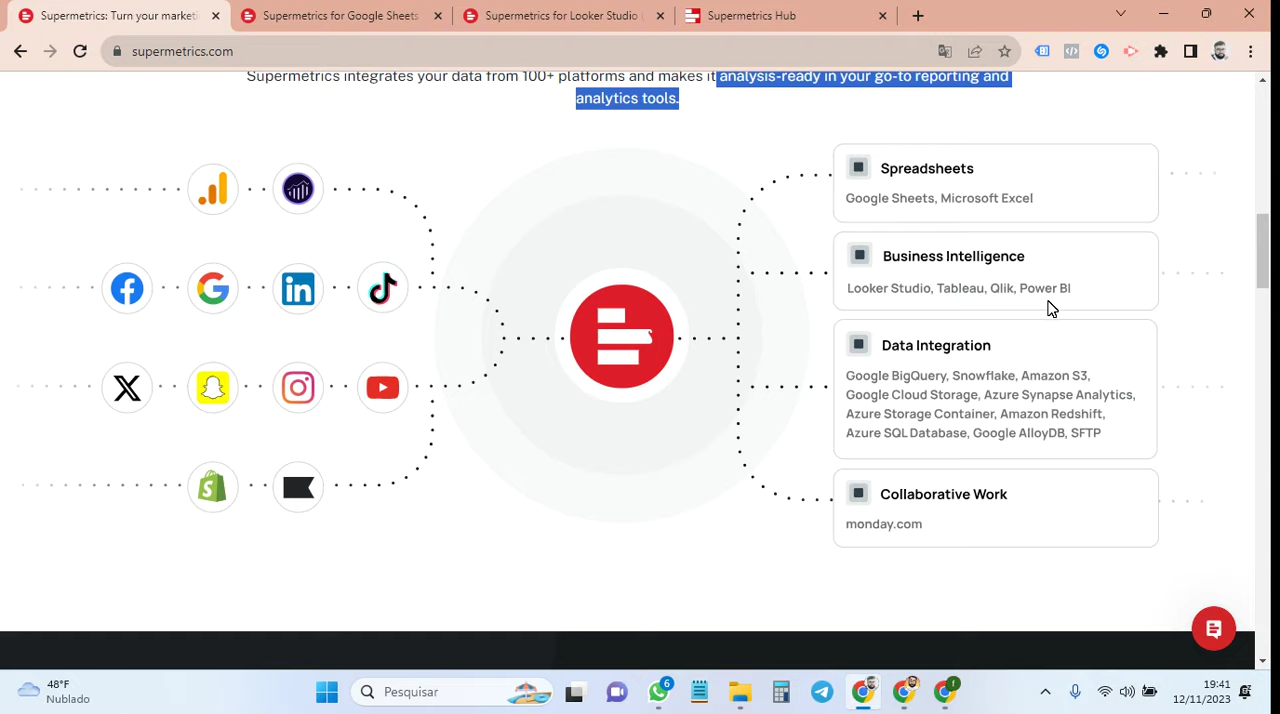 Supermetrics: Turn your marketi
Supermetrics for Google Sheets
Supermetrics for Looker Studio
Supermetrics Hub
supermetrics.com
Supermetrics integrates your data from 100+ platforms and makes it analysis-ready in your go-to reporting and
analytics tools.
Spreadsheets
Google Sheets, Microsoft Excel
Business Intelligence
Looker Studio, Tableau, Qlik, Power BI
Data Integration
Google BigQuery, Snowflake, Amazon S3,
Google Cloud Storage, Azure Synapse Analytics,
Azure Storage Container, Amazon Redshift,
Azure SQL Database, Google AlloyDB, SFTP
Collaborative Work
monday.com
48°F
Nublado
Pesquisar
6
f
19:41
12/11/2023